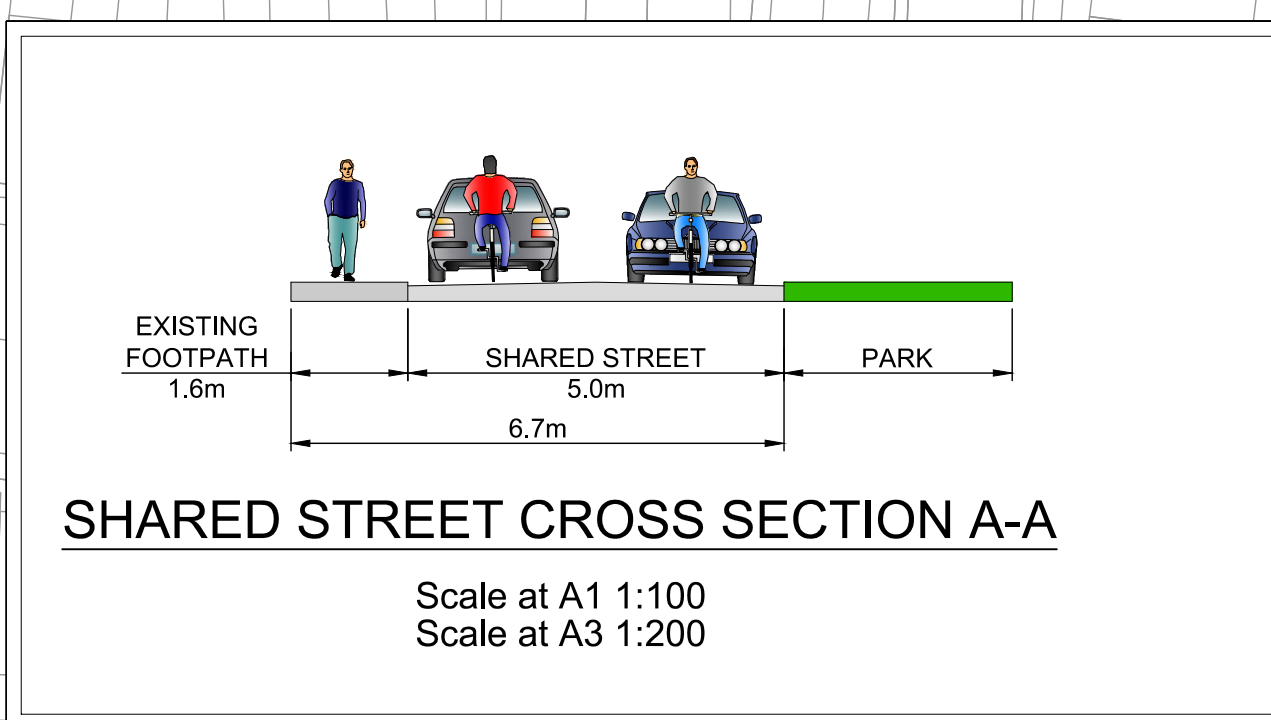 EXISTING
FOOTPATH
1.6m
SHARED STREET
5.0m
PARK
6.7m
SHARED STREET CROSS SECTION A-A
Scale at A1 1:100
Scale at A3 1:200